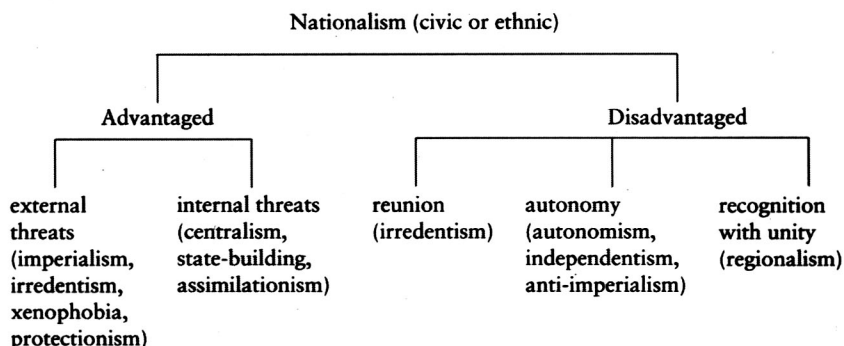 Nationalism (civic or ethnic)
Advantaged
Disadvantaged
external
threats
(imperialism,
irredentism,
xenophobia,
protectionism)
internal threats
(centralism,
state-building,
assimilationism)
reunion
(irredentism)
autonomy
(autonomism,
independentism,
anti-imperialism)
recognition
with unity
(regionalism)